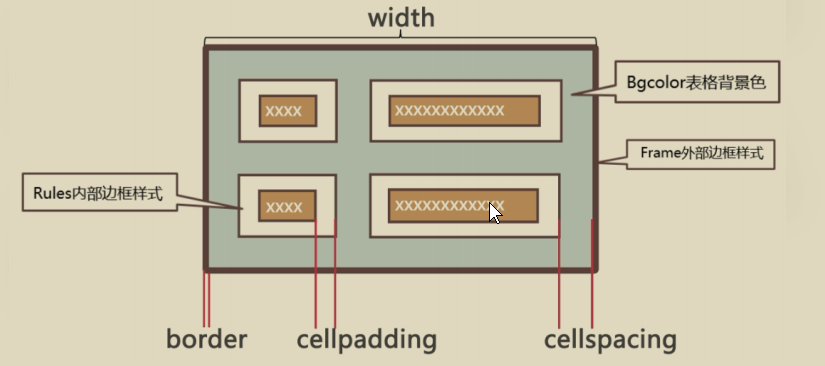 width
Bgcolor表格背景色
XXXX
XXXXXXXXXXXX
Frame外部边框样式
Rules内部边框样式
XXXX
XXXXXXXXXXXX
border
cellpadding
cellspacing